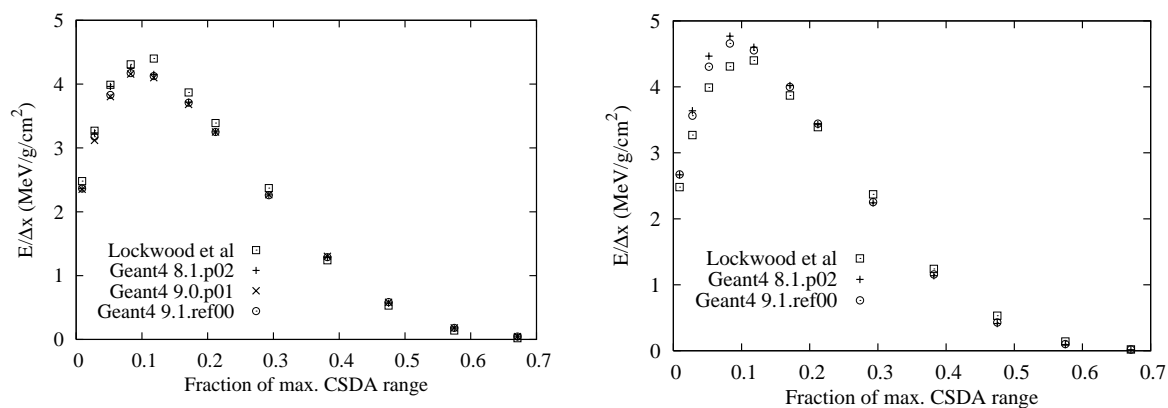 5
4
3
2
1
0
E/Δx (MeV/g/cm²)
Lockwood et al
Geant4 8.1.p02
Geant4 9.0.p01
Geant4 9.1.ref00
0 0.1 0.2 0.3 0.4 0.5 0.6 0.7
Fraction of max. CSDA range
5
4
3
2
1
0
E/Δx (MeV/g/cm²)
Lockwood et al
Geant4 8.1.p02
Geant4 9.1.ref00
0 0.1 0.2 0.3 0.4 0.5 0.6 0.7
Fraction of max. CSDA range